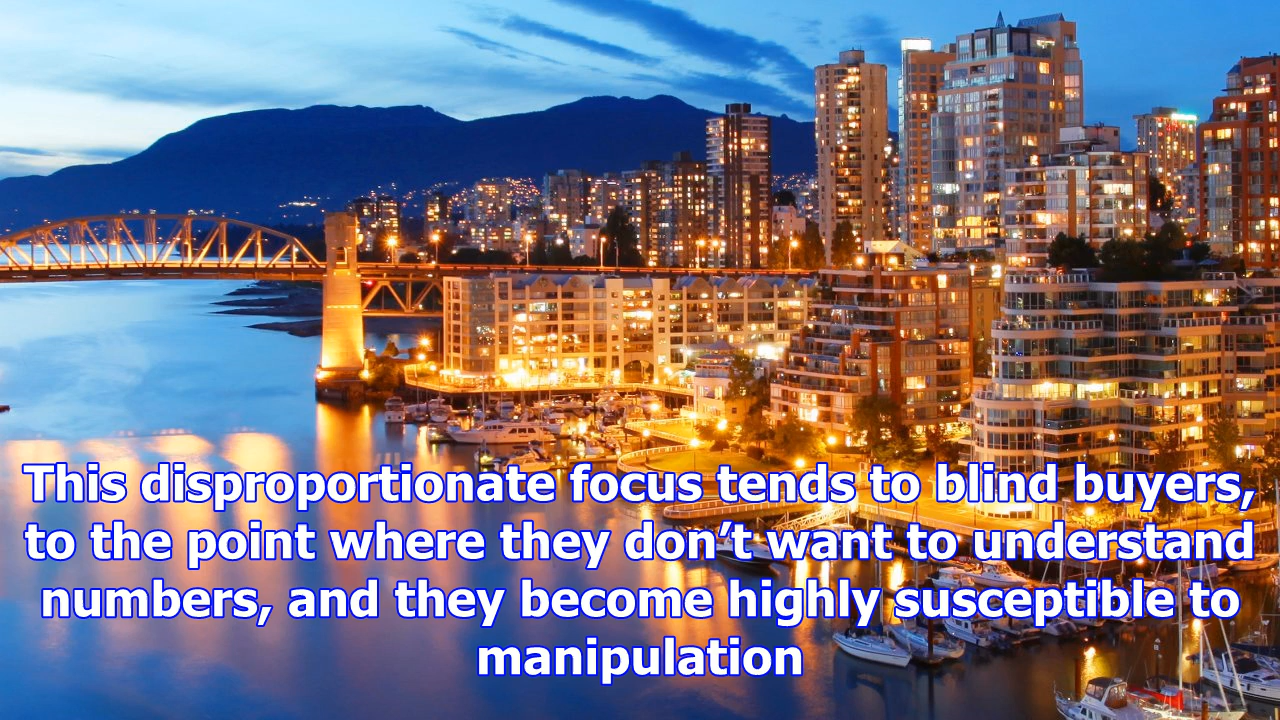 This disproportionate focus tends to blind buyers,
to the point where they don’t want to understand
numbers, and they become highly susceptible to
manipulation